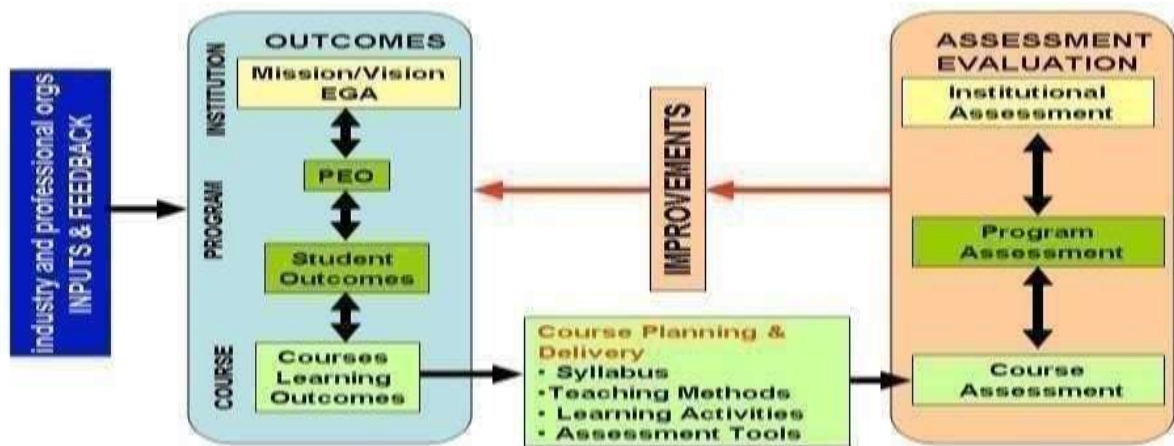 industry and professional orgs
INPUTS & FEEDBACK
OUTCOMES
INSTITUTION
Mission/Vision
EGA
PROGRAM
PEO
Student
Outcomes
COURSE
Courses
Learning
Outcomes
IMPROVEMENTS
Course Planning &
Delivery
• Syllabus
•Teaching Methods
• Learning Activities
• Assessment Tools
ASSESSMENT
EVALUATION
Institutional
Assessment
Program
Assessment
Course
Assessment